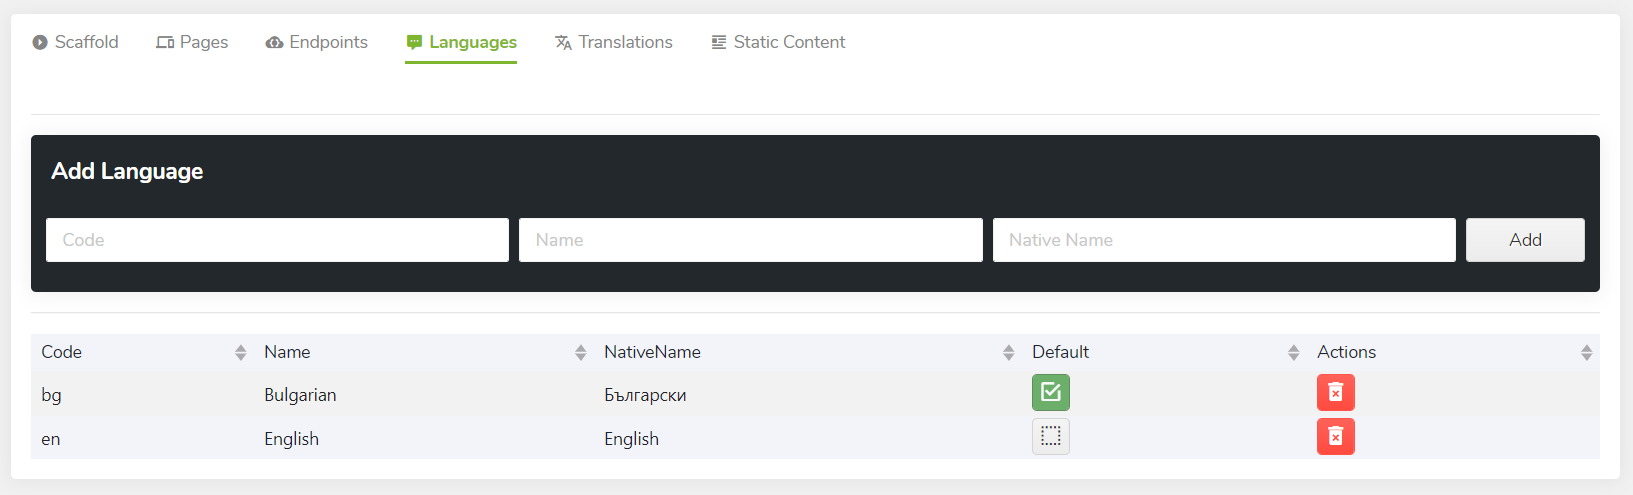 Scaffold Pages Endpoints Languages Translations Static Content
Add Language
Code Name Native Name Add
Code Name NativeName Default Actions
bg Bulgarian Български
en English English